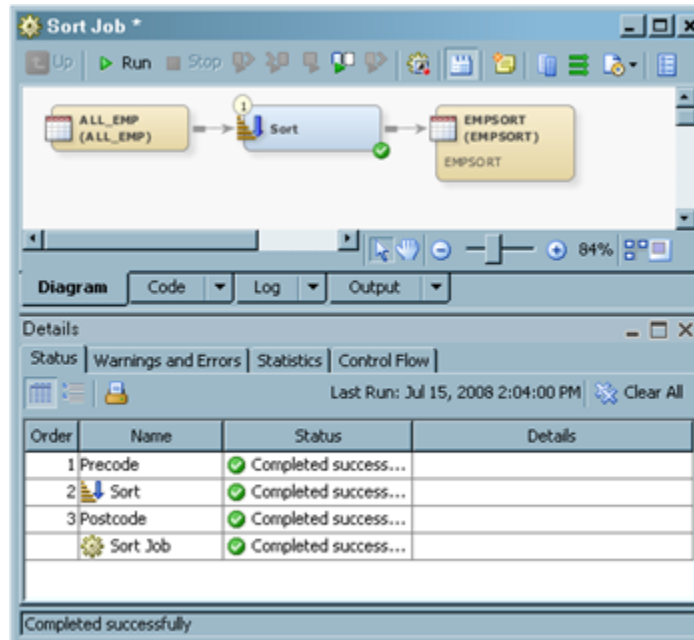 Sort Job *
Up Run Stop
ALL_EMP
(ALL_EMP)
1
Sort
EMPSORT
(EMPSORT)
EMPSORT
84%
Diagram Code Log Output
Details
Status Warnings and Errors Statistics Control Flow
Last Run: Jul 15, 2008 2:04:00 PM Clear All
Order Name Status Details
1 Precode Completed success...
2 Sort Completed success...
3 Postcode Completed success...
Sort Job Completed success...
Completed successfully